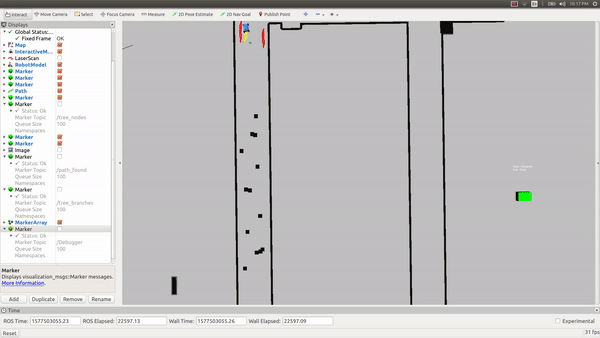 10:17 PM
Interact
Move Camera
Select
Focus Camera
Measure
2D Pose Estimate
2D Nav Goal
Publish Point
Displays
Global Status:...
Fixed Frame OK
Map
InteractiveM...
LaserScan
RobotModel
Marker
Marker
Marker
Path
Marker
Marker
Status: Ok
Marker Topic /tree_nodes
Queue Size 100
Namespaces
Marker
Marker
Image
Marker
Status: Ok
Marker Topic /path_found
Queue Size 100
Namespaces
Marker
Status: Ok
Marker Topic /tree_branches
Queue Size 100
Namespaces
MarkerArray
Marker
Status: Ok
Marker Topic /Debugger
Queue Size 100
Namespaces
Marker
Displays visualization_msgs::Marker messages.
More Information.
Add Duplicate Remove Rename
Time
ROS Time: 1577503055.23 ROS Elapsed: 22597.13 Wall Time: 1577503055.26 Wall Elapsed: 22597.09 Experimental
Reset 31 fps